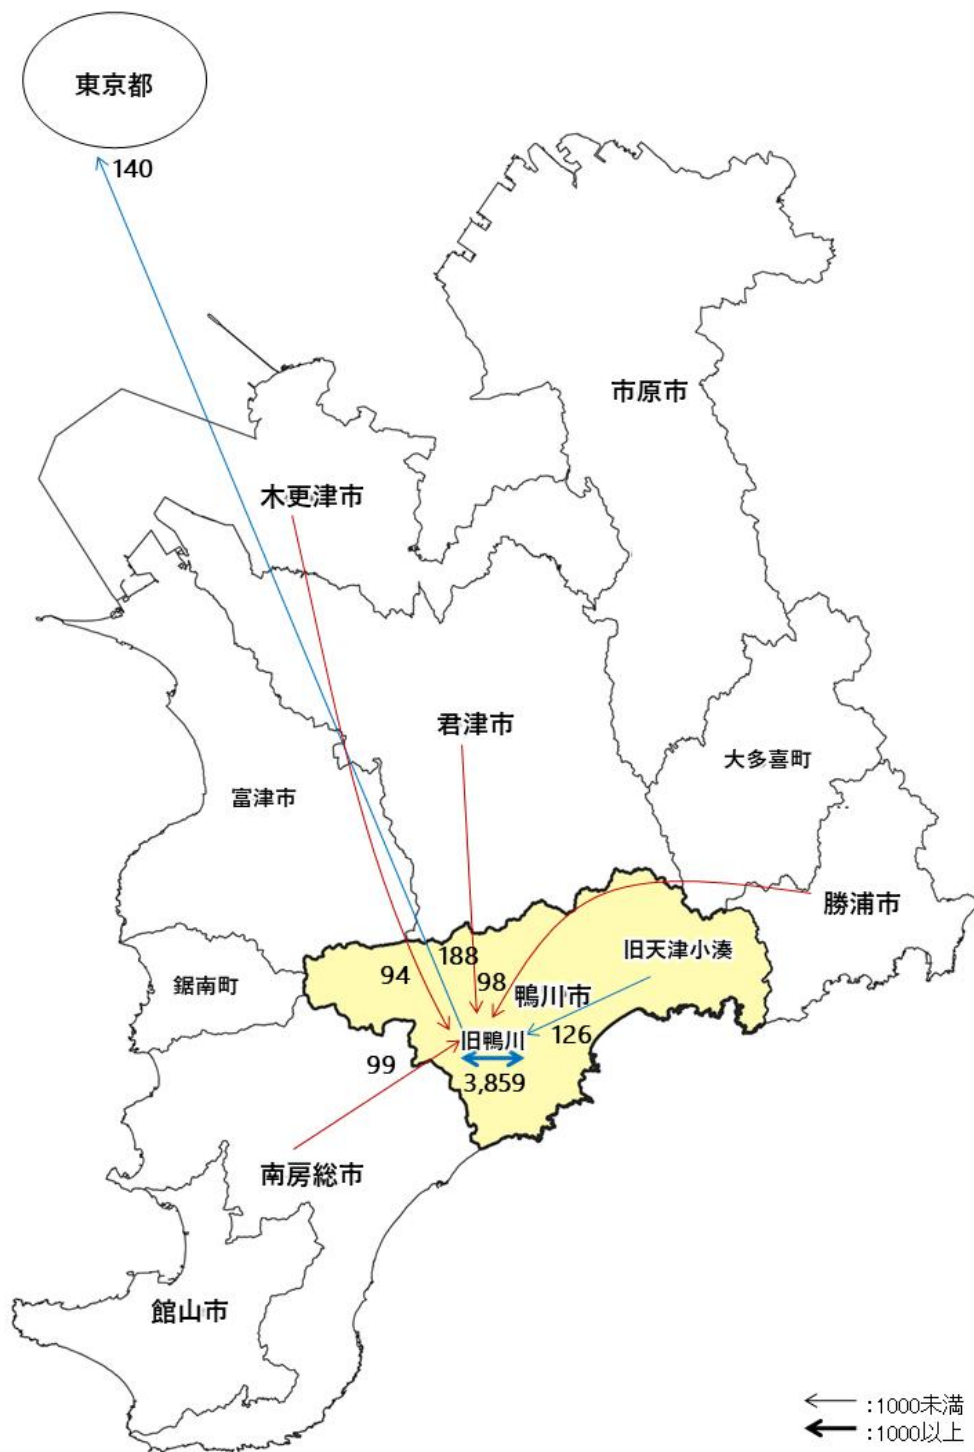 東京都
140
市原市
木更津市
君津市
大多喜町
富津市
勝浦市
旧天津小湊
188
94
98
鋸南町
鴨川市
旧鴨川
126
99
3,859
南房総市
館山市
:1000未満
:1000以上